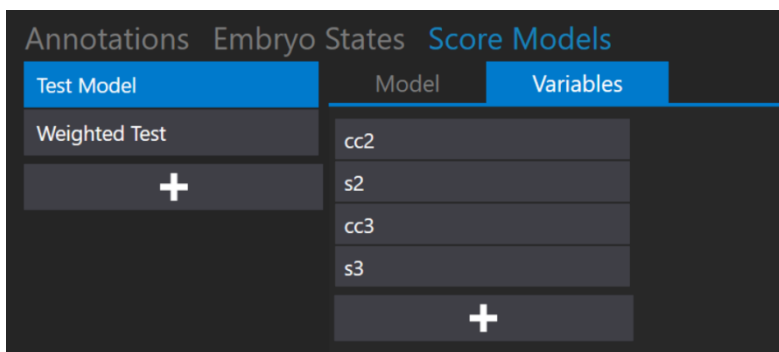 Annotations Embryo States Score Models
Test Model
Weighted Test
Model Variables
cc2
s2
cc3
s3